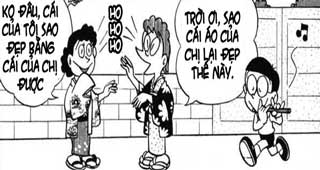 KO ĐÂU, CÁI
CỦA TÔI SAO
ĐẸP BẰNG
CÁI CỦA CHỊ
ĐƯỢC
HO
HO
HO
TRỜI ƠI, SAO
CÁI ÁO CỦA
CHỊ LẠI ĐẸP
THẾ NÀY.